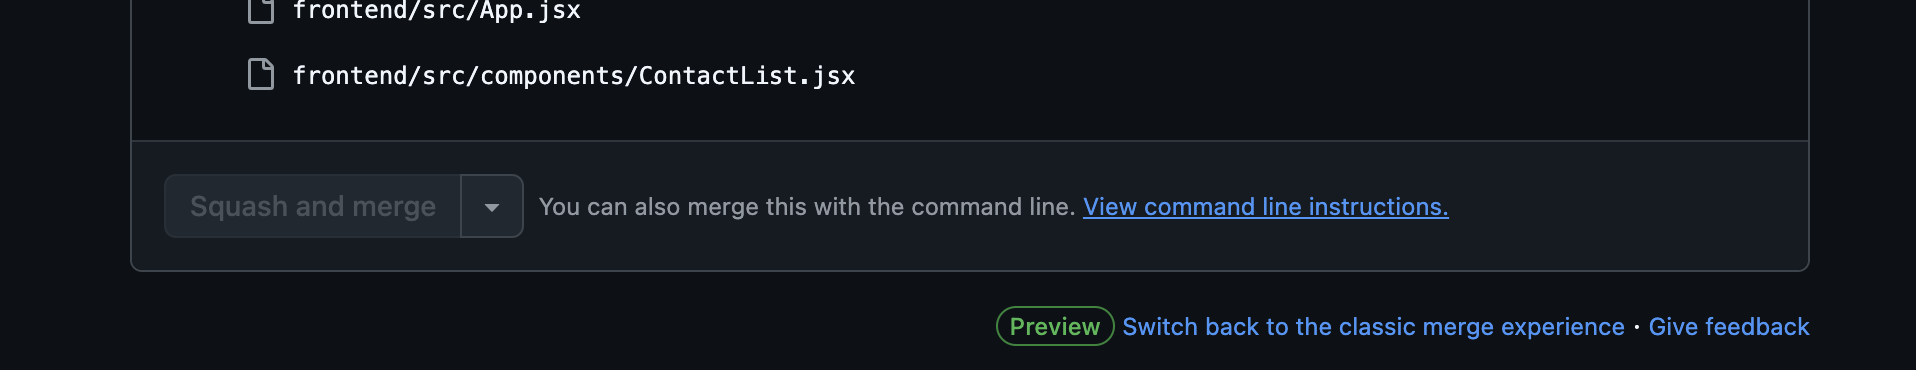 frontend/src/App.jsx
frontend/src/components/ContactList.jsx
Squash and merge You can also merge this with the command line. View command line instructions.
Preview Switch back to the classic merge experience · Give feedback